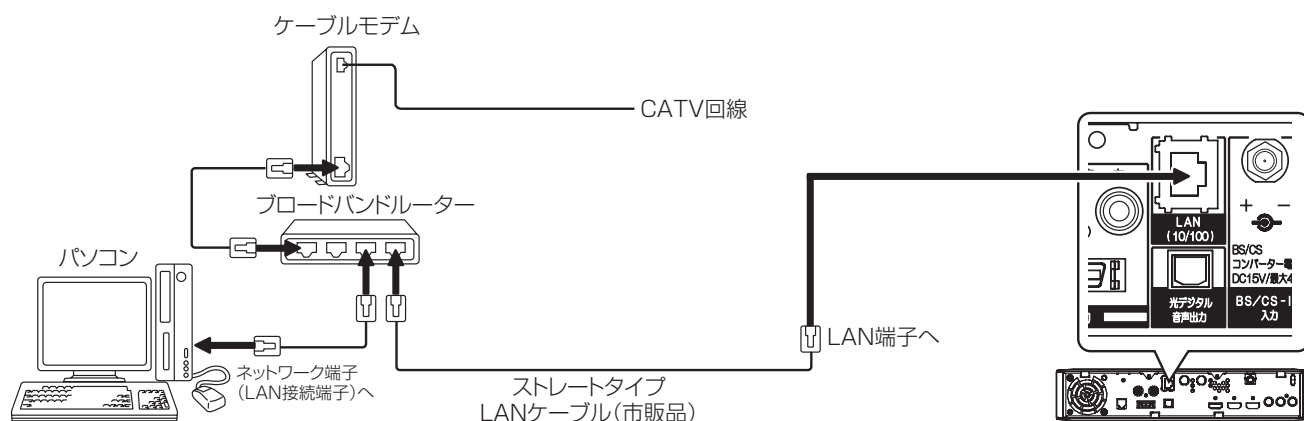 ケーブルモデム
CATV回線
ブロードバンドルーター
パソコン
ネットワーク端子
（LAN接続端子）へ
ストレートタイプ
LANケーブル（市販品）
LAN端子へ
LAN
(10/100)
光デジタル
音声出力
+ −
BS/CS
コンバーター
DC15V/最大4
BS/CS-I
入力